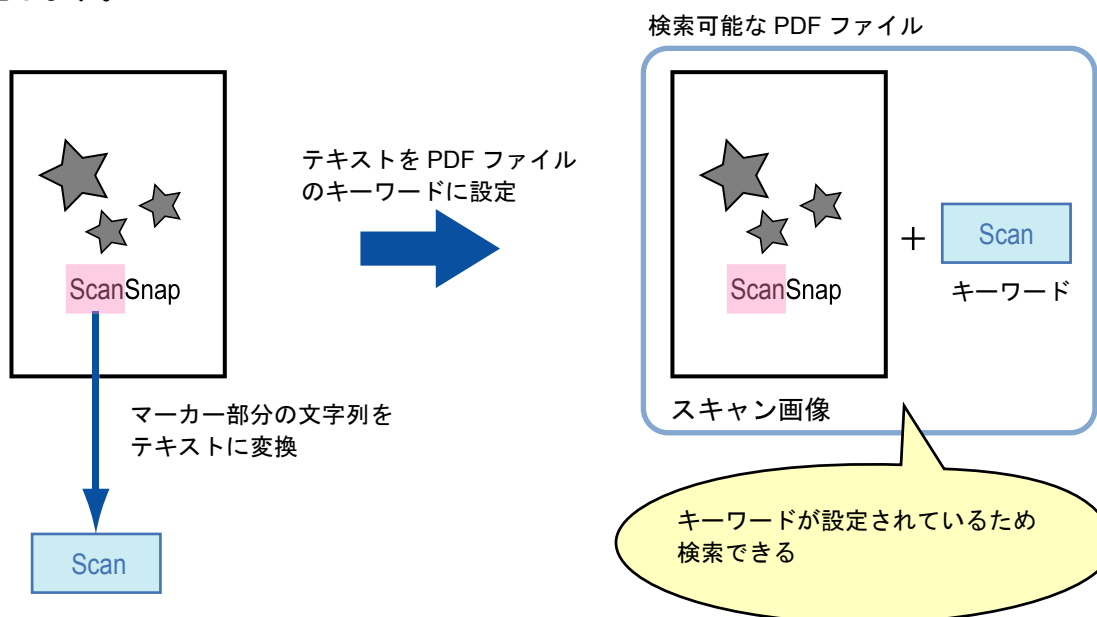 検索可能な PDF ファイル
テキストを PDF ファイル
のキーワードに設定
ScanSnap
マーカー部分の文字列を
テキストに変換
Scan
ScanSnap
+
Scan
キーワード
スキャン画像
キーワードが設定されているため
検索できる